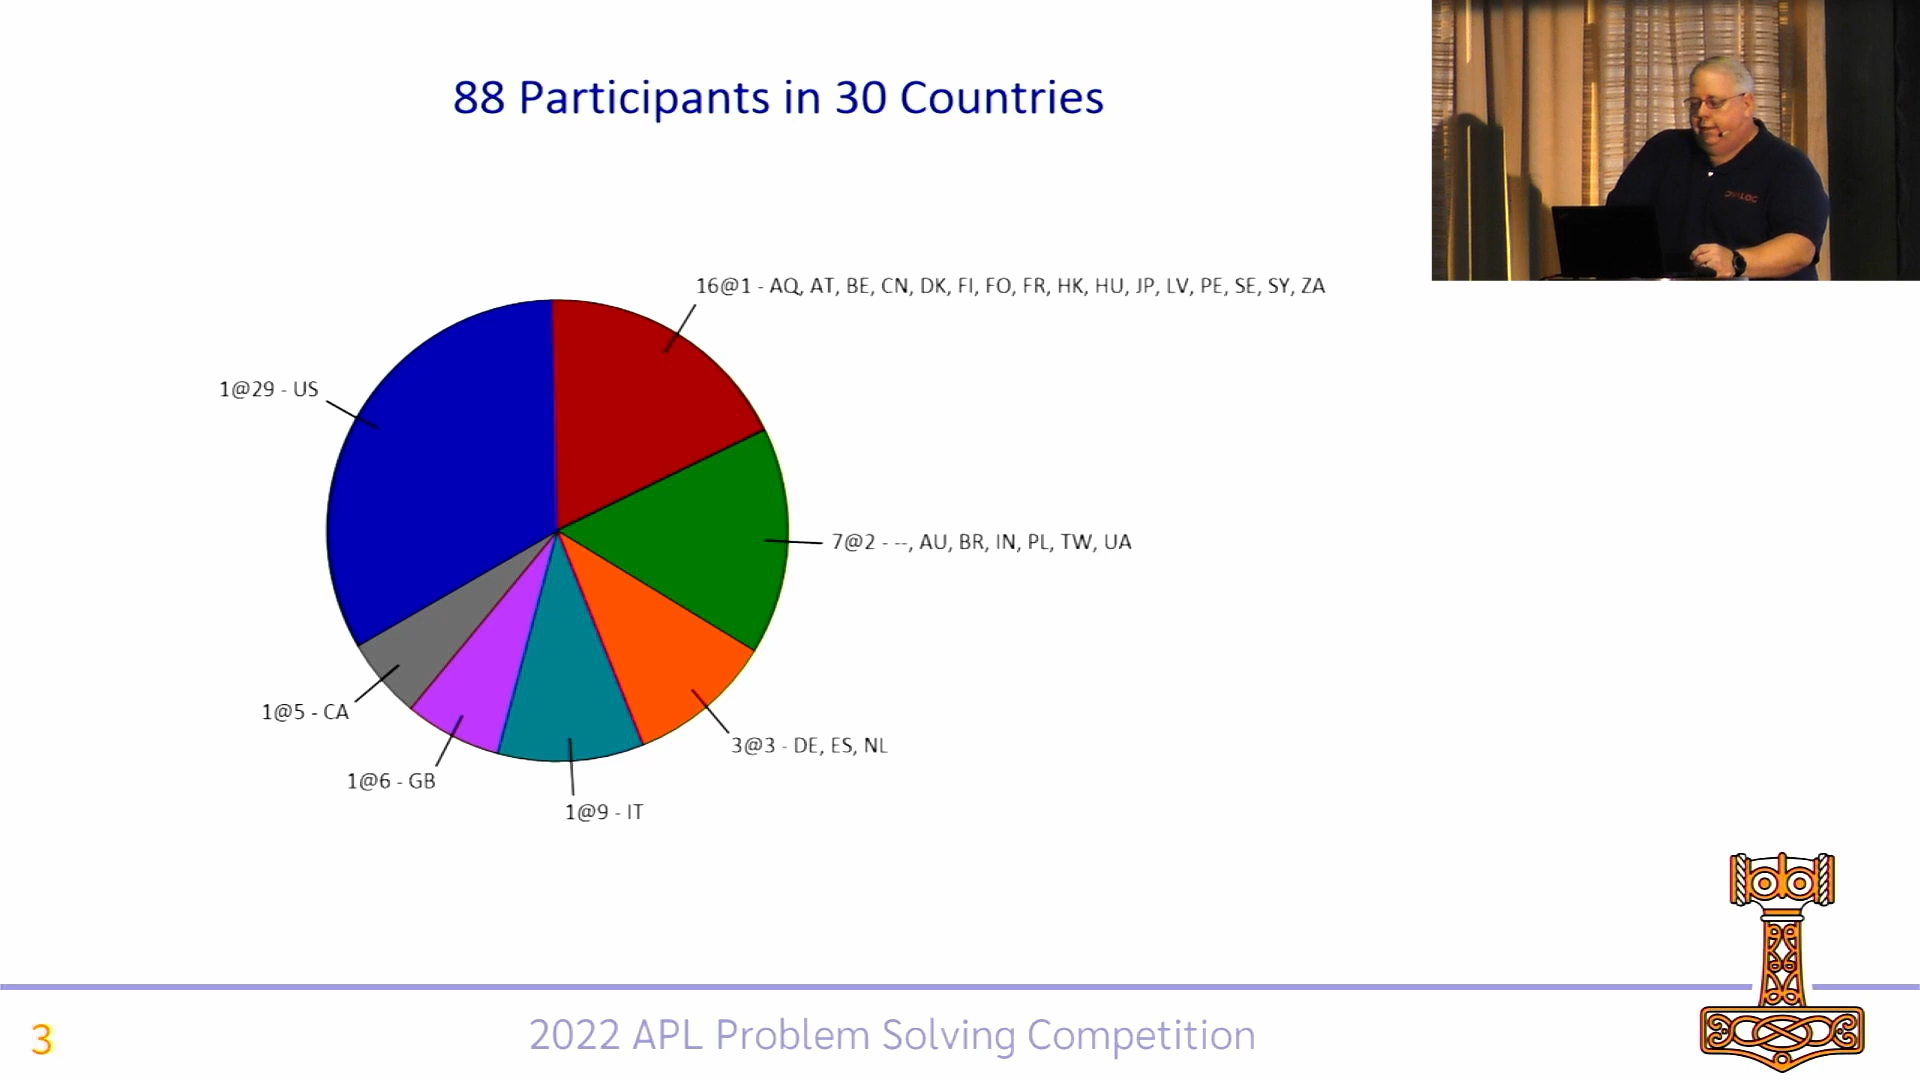 88 Participants in 30 Countries
16@1 - AQ, AT, BE, CN, DK, FI, FO, FR, HK, HU, JP, LV, PE, SE, SY, ZA
1@29 - US
7@2 - --, AU, BR, IN, PL, TW, UA
1@5 - CA
3@3 - DE, ES, NL
1@6 - GB
1@9 - IT
3
2022 APL Problem Solving Competition